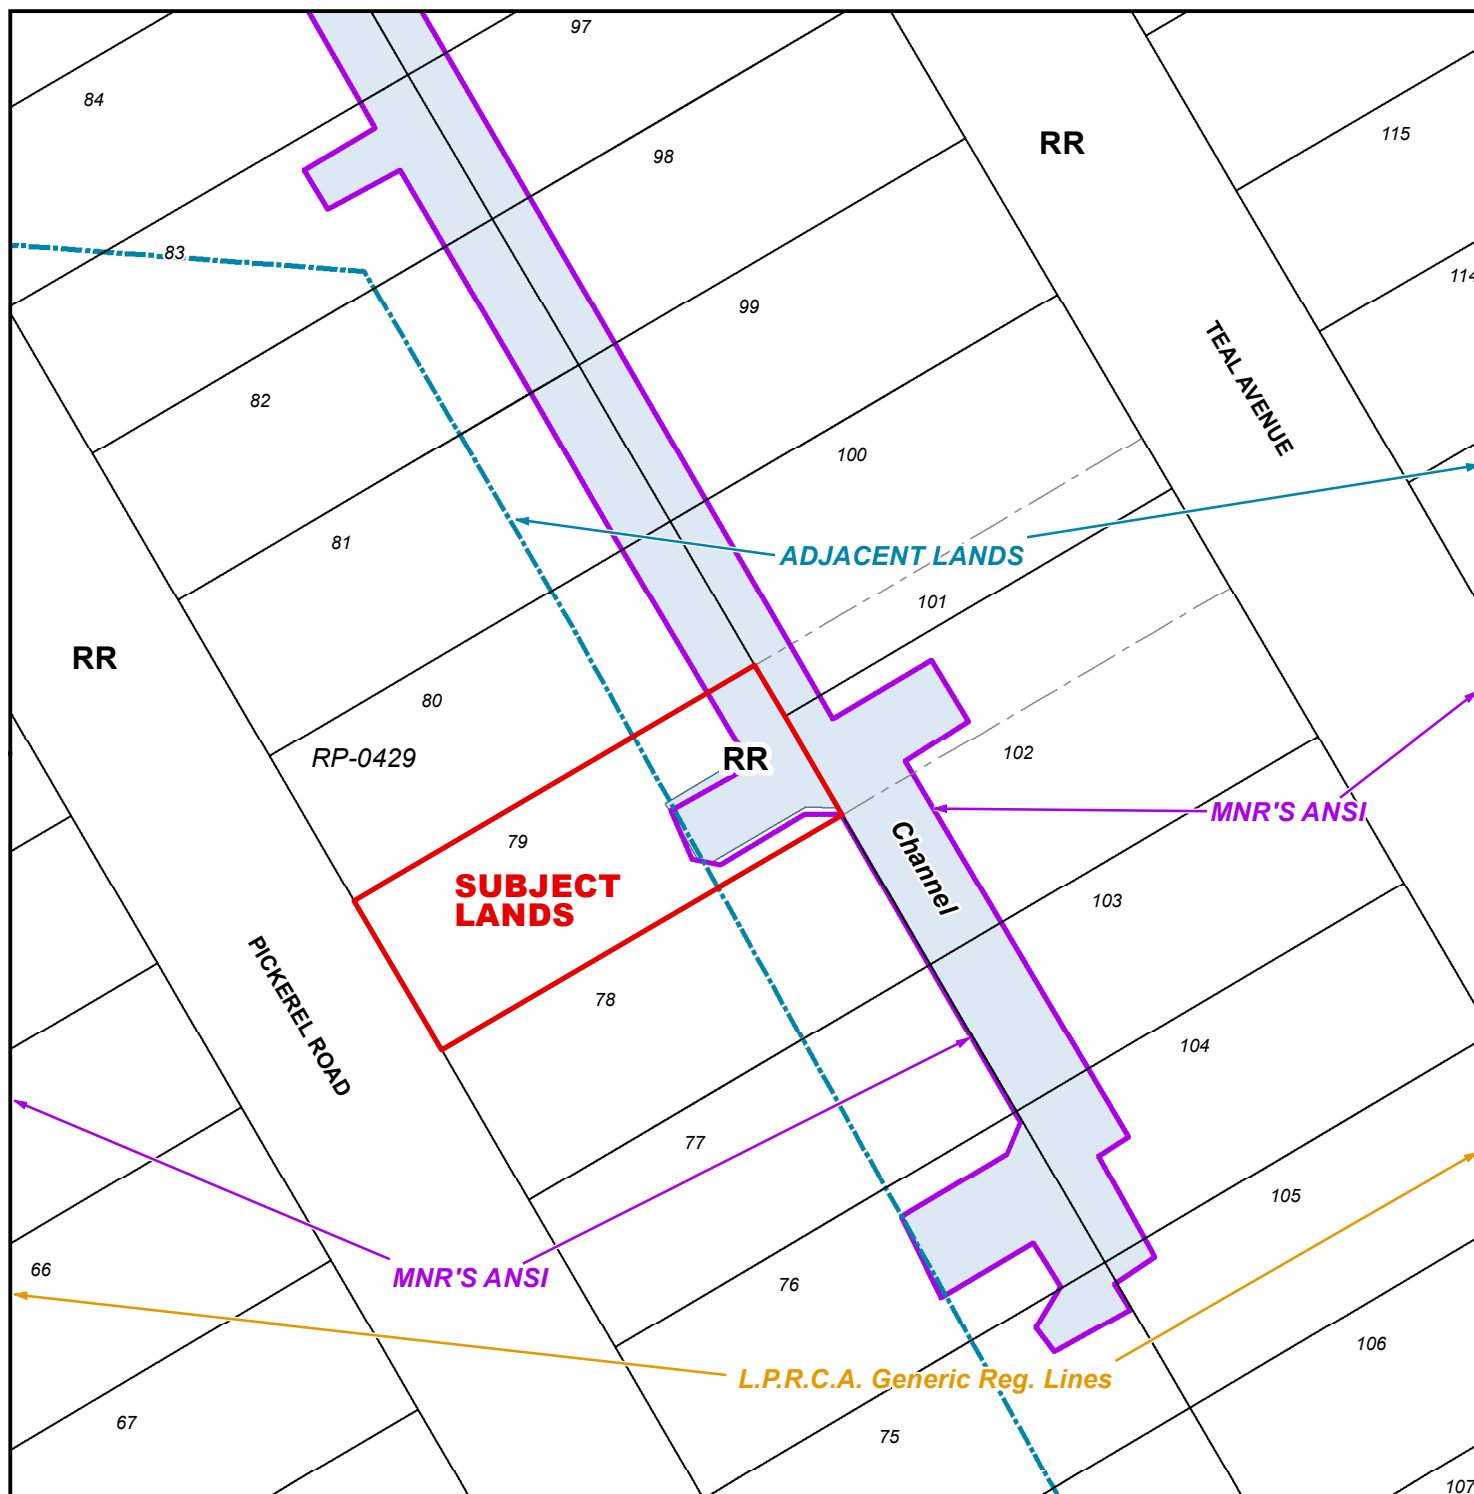 97
84
RR
115
98
83
114
99
TEAL AVENUE
82
100
81
ADJACENT LANDS
101
RR
80
RP-0429
RR
102
MNR'S ANSI
79
Channel
SUBJECT
LANDS
103
78
PICKEREL ROAD
104
77
105
66
MNR'S ANSI
76
106
L.P.R.C.A. Generic Reg. Lines
67
75
107